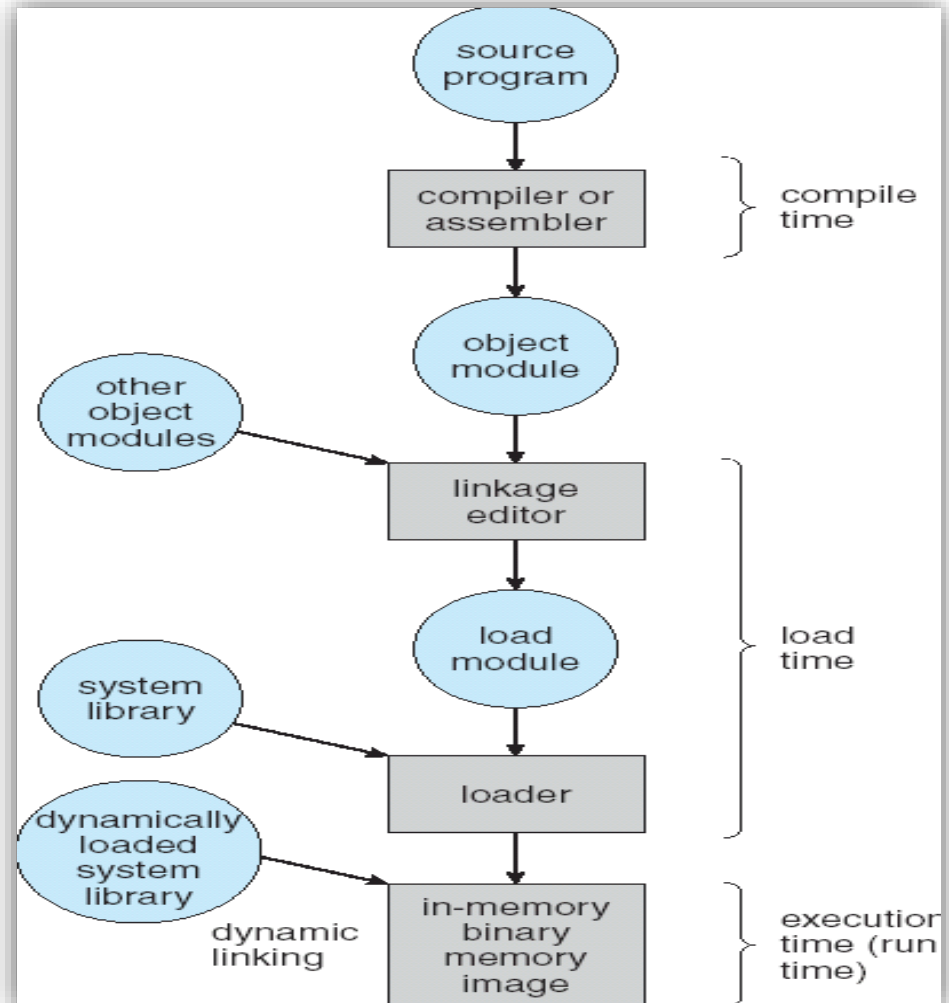 source
program
compiler or
assembler
compile
time
object
module
other
object
modules
linkage
editor
load
module
load
time
system
library
loader
dynamically
loaded
system
library
dynamic
linking
in-memory
binary
memory
image
execution
time (run
time)